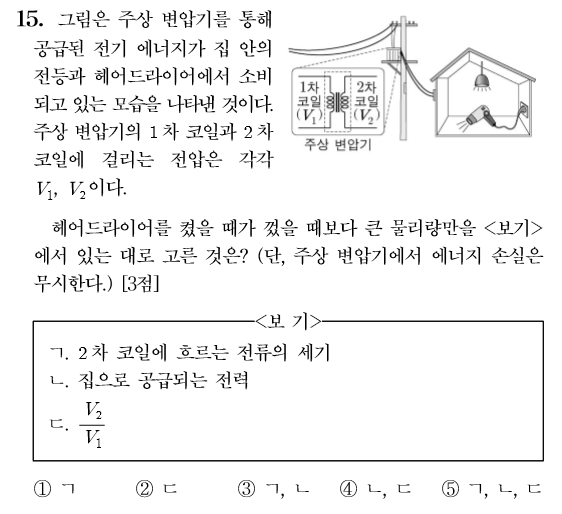 15. 그림은 주상 변압기를 통해
공급된 전기 에너지가 집 안의
전등과 헤어드라이어에서 소비
되고 있는 모습을 나타낸 것이다.
주상 변압기의 1차 코일과 2차
코일에 걸리는 전압은 각각
V₁, V₂이다.
1차
코일
(V₁)
2차
코일
(V₂)
주상 변압기
헤어드라이어를 켰을 때가 껐을 때보다 큰 물리량만을 <보기>
에서 있는 대로 고른 것은? (단, 주상 변압기에서 에너지 손실은
무시한다.) [3점]
<보 기>
ㄱ. 2차 코일에 흐르는 전류의 세기
ㄴ. 집으로 공급되는 전력
ㄷ. V₂/V₁
① ㄱ ② ㄷ ③ ㄱ, ㄴ ④ ㄴ, ㄷ ⑤ ㄱ, ㄴ, ㄷ